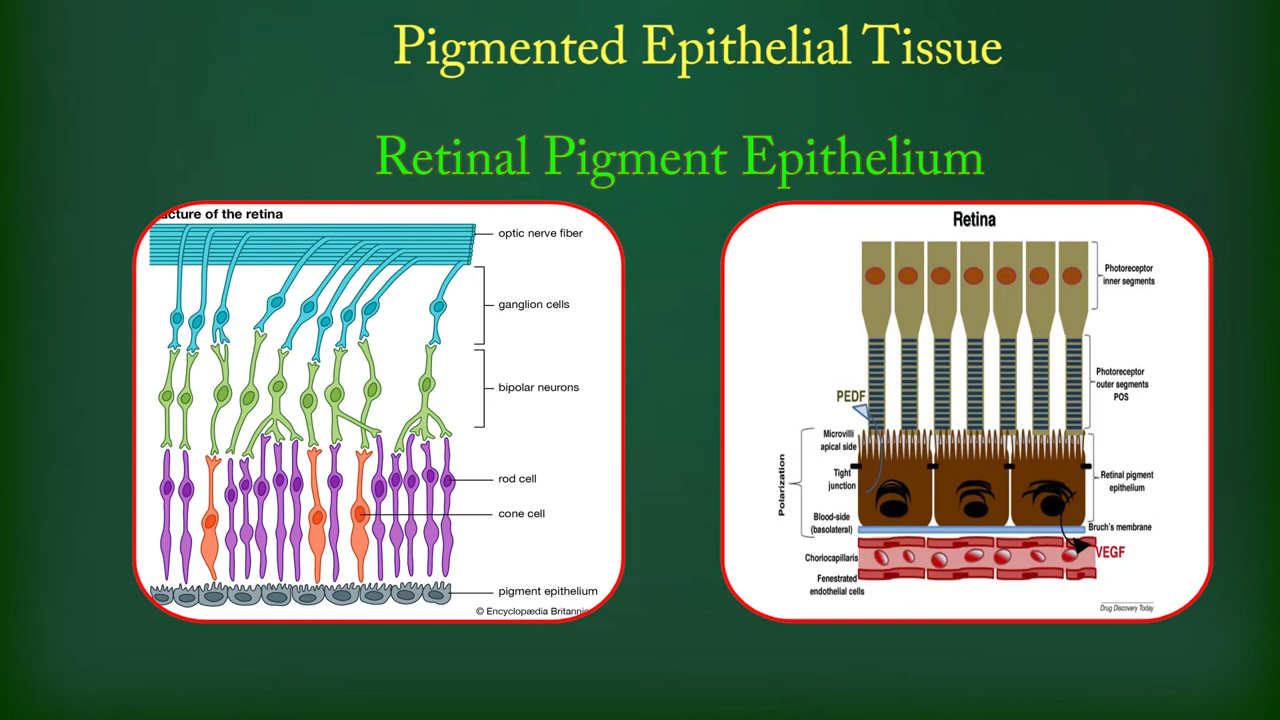 Pigmented Epithelial Tissue
Retinal Pigment Epithelium
ucture of the retina
optic nerve fiber
ganglion cells
bipolar neurons
rod cell
cone cell
pigment epithelium
© Encyclopædia Britannic
Retina
Photoreceptor
inner segments
Photoreceptor
outer segments
POS
PEDF
Microvilli
apical side
Tight
junction
Polarization
Retinal pigment
epithelium
Blood-side
(basolateral)
Bruch's membrane
VEGF
Choriocapillaris
Fenestrated
endothelial cells
Drug Discovery Today